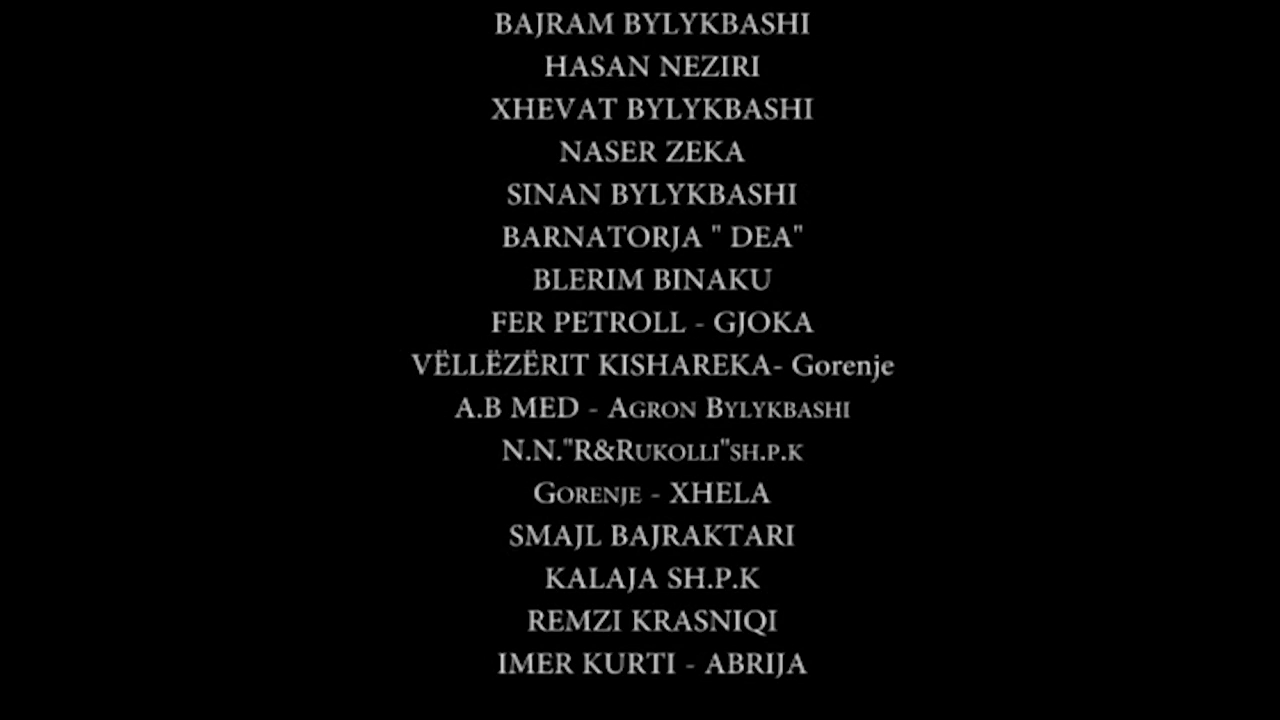 BAJRAM BYLYKBASHI
HASAN NEZIRI
XHEVAT BYLYKBASHI
NASER ZEKA
SINAN BYLYKBASHI
BARNATORJA " DEA"
BLERIM BINAKU
FER PETROLL - GJOKA
VËLLËZËRIT KISHAREKA- Gorenje
A.B MED - AGRON BYLYKBASHI
N.N."R&RUKOLLI"SH.P.K
GORENJE - XHELA
SMAJL BAJRAKTARI
KALAJA SH.P.K
REMZI KRASNIQI
IMER KURTI - ABRIJA